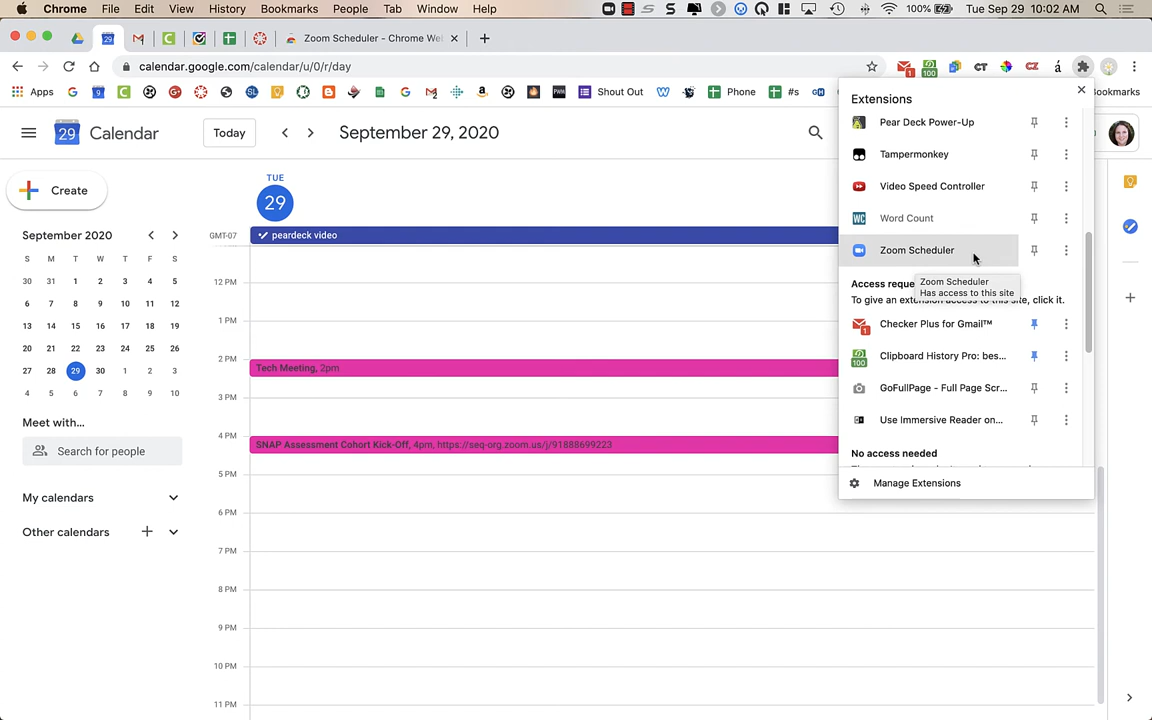 Chrome File Edit View History Bookmarks People Tab Window Help 100% Tue Sep 29 10:02 AM
Zoom Scheduler - Chrome We
calendar.google.com/calendar/u/0/r/day
Apps Shout Out Phone #s Bookmarks
29 Calendar Today September 29, 2020
Create
TUE
29
GMT-07 peardeck video
September 2020
S M T W T F S
30 31 1 2 3 4 5
6 7 8 9 10 11 12
13 14 15 16 17 18 19
20 21 22 23 24 25 26
27 28 29 30 1 2 3
4 5 6 7 8 9 10
Meet with...
Search for people
My calendars
Other calendars
12 PM
1 PM
2 PM
Tech Meeting, 2pm
3 PM
4 PM
SNAP Assessment Cohort Kick-Off, 4pm, https://seq-org.zoom.us/j/91888699223
5 PM
6 PM
7 PM
8 PM
9 PM
10 PM
11 PM
Extensions
Pear Deck Power-Up
Tampermonkey
Video Speed Controller
Word Count
Zoom Scheduler
Zoom Scheduler
Has access to this site
Access reque
To give an extension access to this site, click it.
Checker Plus for Gmail™
Clipboard History Pro: bes...
GoFullPage - Full Page Scr...
Use Immersive Reader on...
No access needed
Manage Extensions